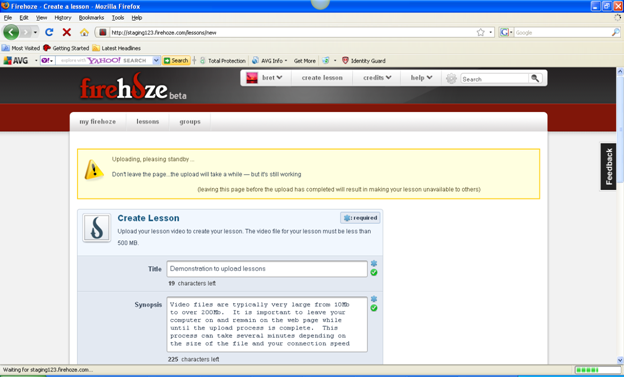 Firehoze - Create a lesson - Mozilla Firefox
File Edit View History Bookmarks Tools Help
http://staging123.firehoze.com/lessons/new
Google
Most Visited Getting Started Latest Headlines
AVG Y! YAHOO! SEARCH Search Total Protection AVG Info Get More Identity Guard
firehoze beta
bret create lesson credits help Search
my firehoze lessons groups
Feedback
Uploading, pleasing standby ...
Don't leave the page...the upload will take a while — but it's still working
(leaving this page before the upload has completed will result in making your lesson unavailable to others)
Create Lesson
: required
Upload your lesson video to create your lesson. The video file for your lesson must be less than
500 MB.
Title Demonstration to upload lessons
19 characters left
Synopsis Video files are typically very large from 10Mb
to over 200Mb. It is important to leave your
computer on and remain on the web page while
until the upload process is complete. This
process can take several minutes depending on
the size of the file and your connection speed
225 characters left
Waiting for staging123.firehoze.com...